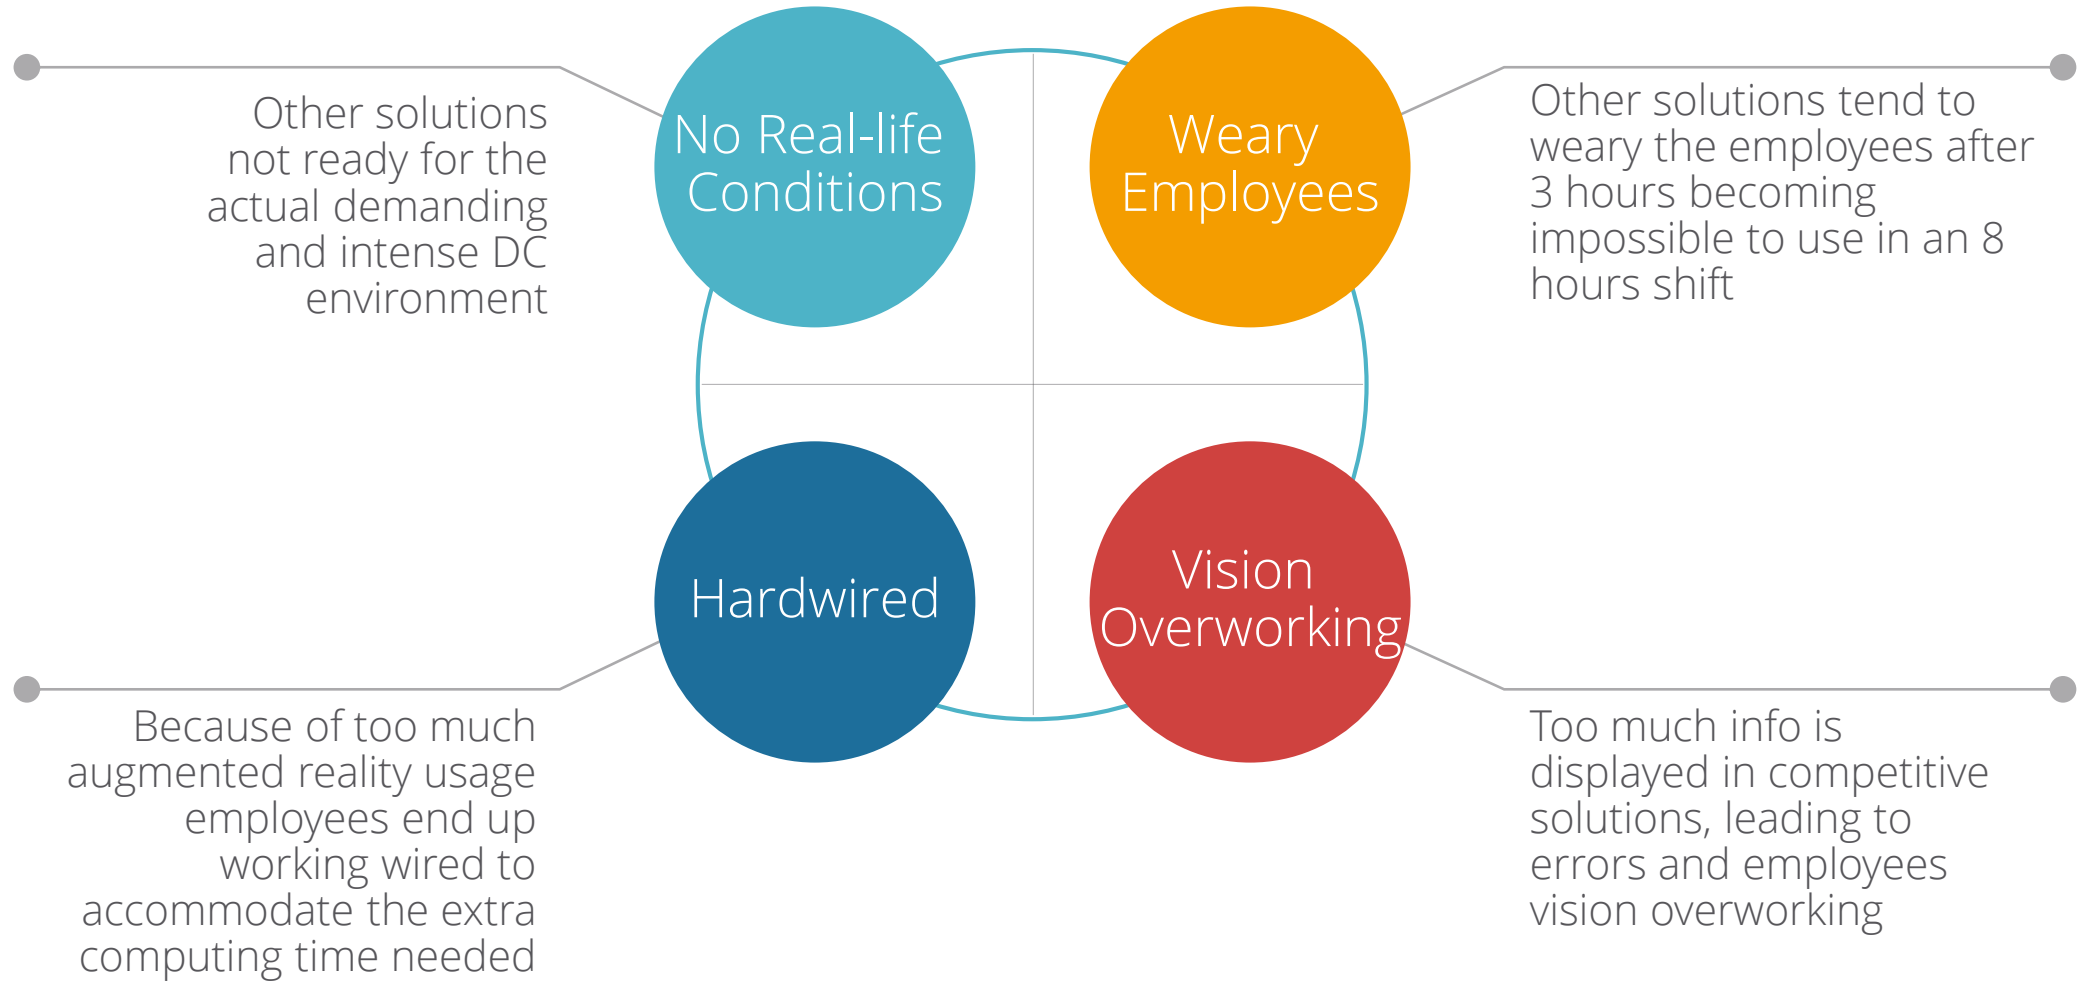 Other solutions
not ready for the
actual demanding
and intense DC
environment
No Real-life
Conditions
Weary
Employees
Other solutions tend to
weary the employees after
3 hours becoming
impossible to use in an 8
hours shift
Hardwired
Because of too much
augmented reality usage
employees end up
working wired to
accommodate the extra
computing time needed
Vision
Overworking
Too much info is
displayed in competitive
solutions, leading to
errors and employees
vision overworking